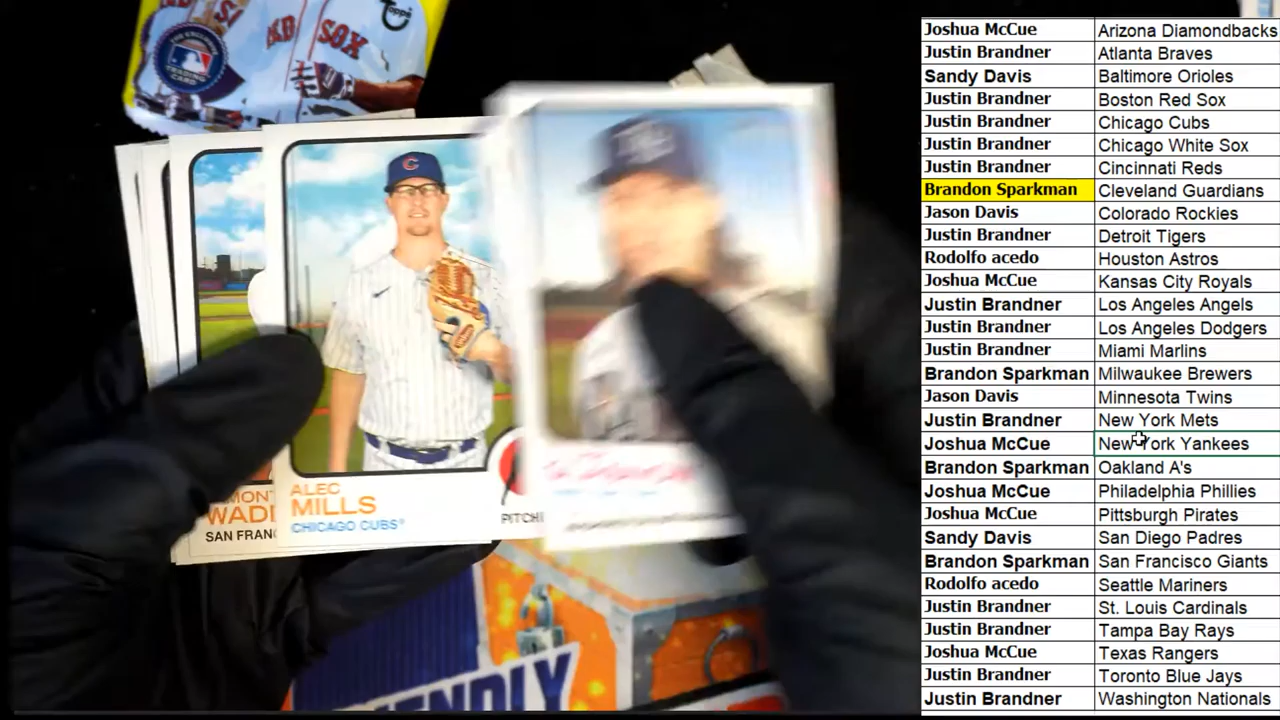 RED SOX
Topps
TRADING CARD
C
MON
WADE
SAN FRANC
ALEC
MILLS
CHICAGO CUBS
PITCH
ENDLY
Joshua McCue Arizona Diamondbacks
Justin Brandner Atlanta Braves
Sandy Davis Baltimore Orioles
Justin Brandner Boston Red Sox
Justin Brandner Chicago Cubs
Justin Brandner Chicago White Sox
Justin Brandner Cincinnati Reds
Brandon Sparkman Cleveland Guardians
Jason Davis Colorado Rockies
Justin Brandner Detroit Tigers
Rodolfo acedo Houston Astros
Joshua McCue Kansas City Royals
Justin Brandner Los Angeles Angels
Justin Brandner Los Angeles Dodgers
Justin Brandner Miami Marlins
Brandon Sparkman Milwaukee Brewers
Jason Davis Minnesota Twins
Justin Brandner New York Mets
Joshua McCue New York Yankees
Brandon Sparkman Oakland A's
Joshua McCue Philadelphia Phillies
Joshua McCue Pittsburgh Pirates
Sandy Davis San Diego Padres
Brandon Sparkman San Francisco Giants
Rodolfo acedo Seattle Mariners
Justin Brandner St. Louis Cardinals
Justin Brandner Tampa Bay Rays
Joshua McCue Texas Rangers
Justin Brandner Toronto Blue Jays
Justin Brandner Washington Nationals